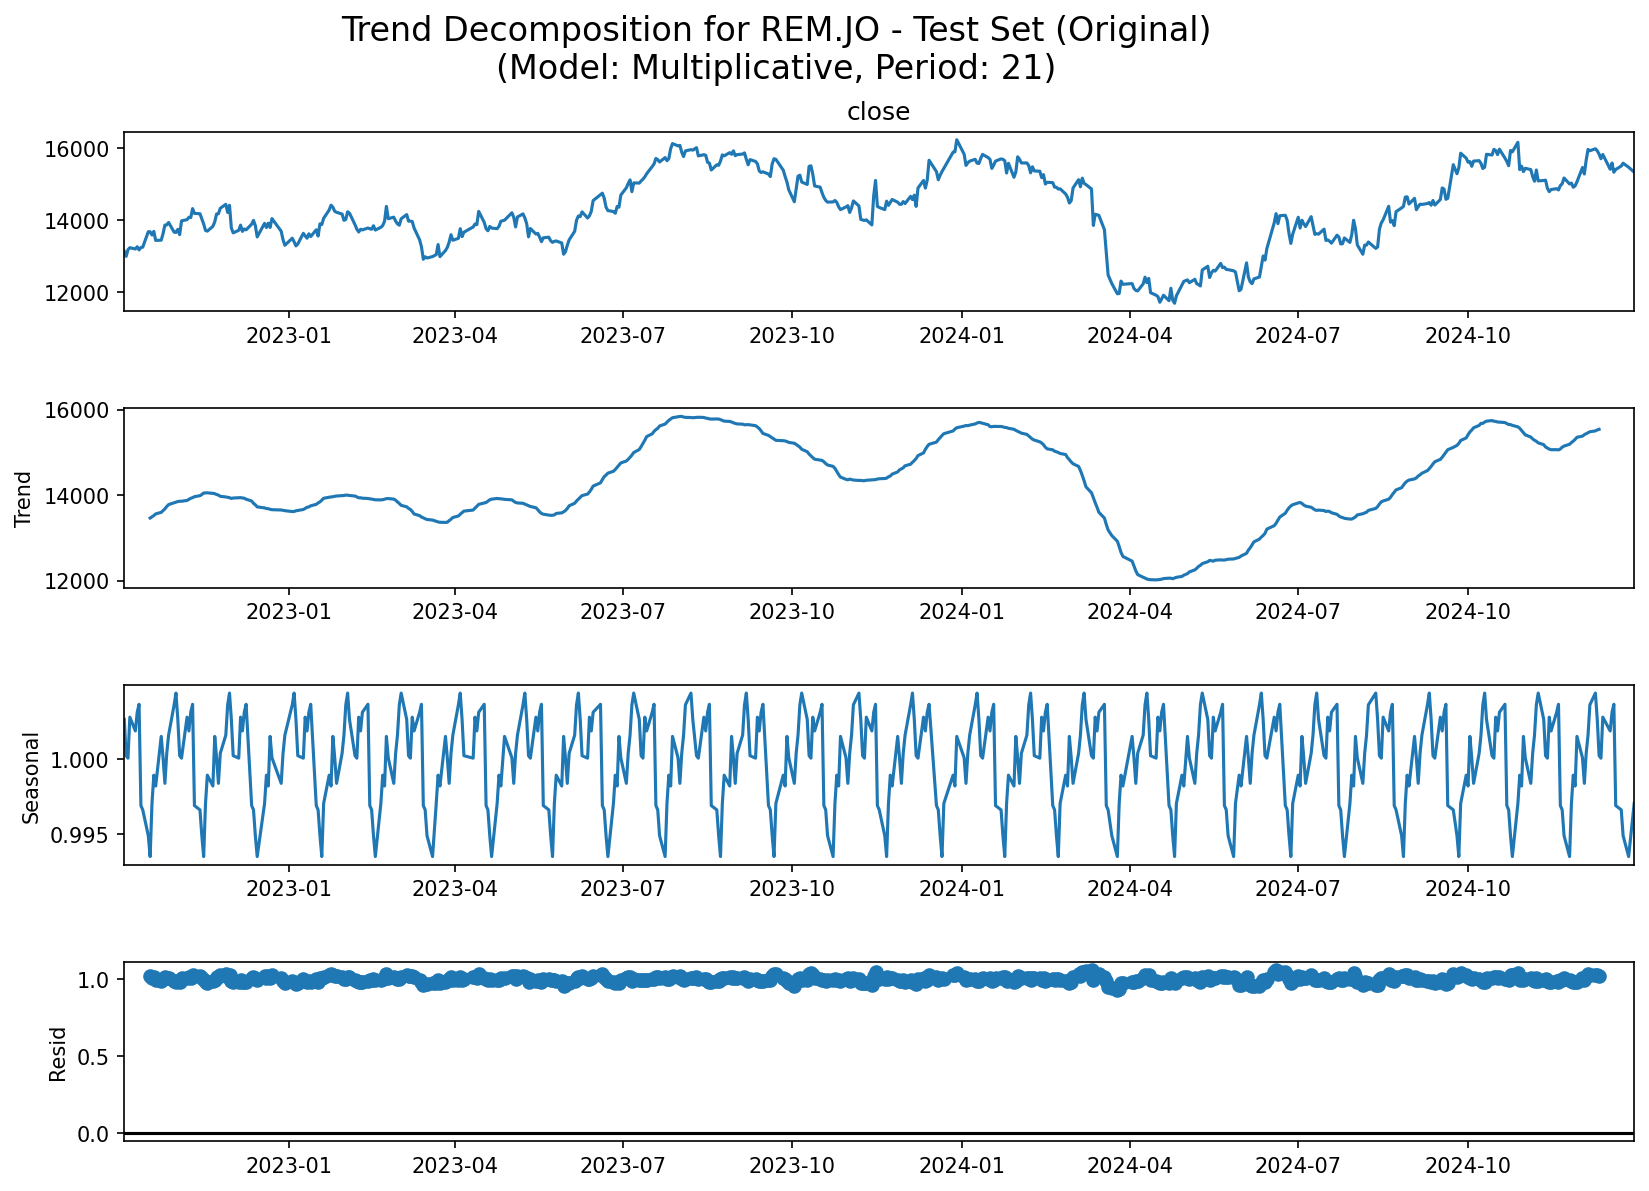 Trend Decomposition for REM.JO - Test Set (Original)
(Model: Multiplicative, Period: 21)
close
16000
14000
12000
2023-01 2023-04 2023-07 2023-10 2024-01 2024-04 2024-07 2024-10
Trend
16000
14000
12000
2023-01 2023-04 2023-07 2023-10 2024-01 2024-04 2024-07 2024-10
Seasonal
1.000
0.995
2023-01 2023-04 2023-07 2023-10 2024-01 2024-04 2024-07 2024-10
Resid
1.0
0.5
0.0
2023-01 2023-04 2023-07 2023-10 2024-01 2024-04 2024-07 2024-10